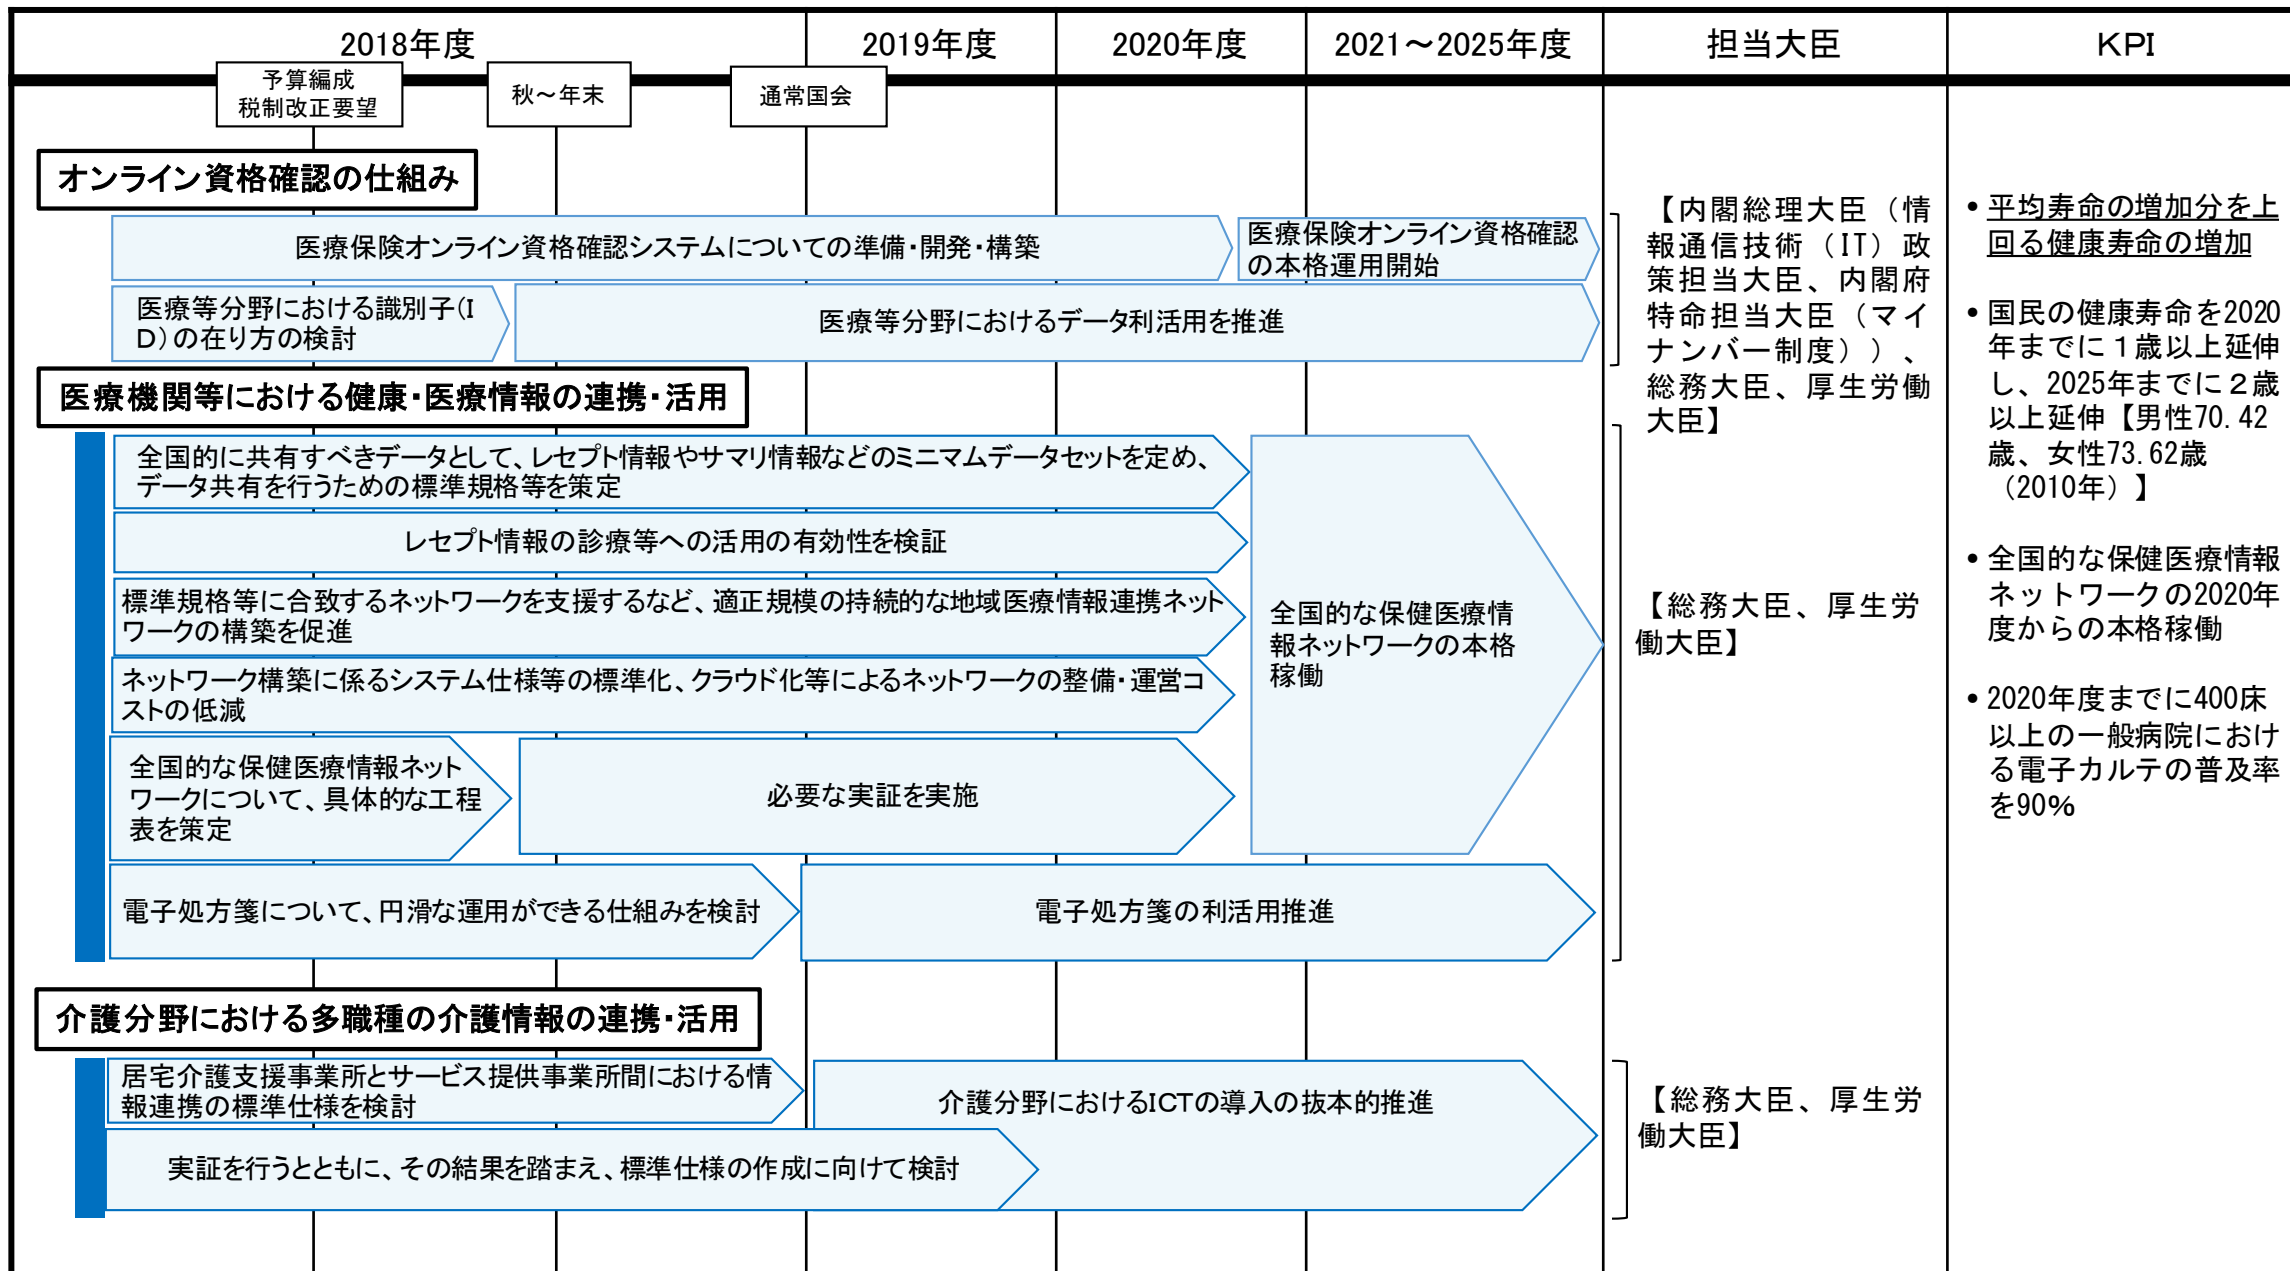 2018年度
2019年度
2020年度
2021～2025年度
担当大臣
KPI
予算編成
税制改正要望
秋～年末
通常国会
オンライン資格確認の仕組み
医療保険オンライン資格確認システムについての準備・開発・構築
医療保険オンライン資格確認
の本格運用開始
医療等分野における識別子(I
D)の在り方の検討
医療等分野におけるデータ利活用を推進
【内閣総理大臣（情
報通信技術（IT）政
策担当大臣、内閣府
特命担当大臣（マイ
ナンバー制度））、
総務大臣、厚生労働
大臣】
医療機関等における健康・医療情報の連携・活用
全国的に共有すべきデータとして、レセプト情報やサマリ情報などのミニマムデータセットを定め、
データ共有を行うための標準規格等を策定
レセプト情報の診療等への活用の有効性を検証
標準規格等に合致するネットワークを支援するなど、適正規模の持続的な地域医療情報連携ネット
ワークの構築を促進
ネットワーク構築に係るシステム仕様等の標準化、クラウド化等によるネットワークの整備・運営コ
ストの低減
全国的な保健医療情報ネット
ワークについて、具体的な工程
表を策定
必要な実証を実施
全国的な保健医療情
報ネットワークの本格
稼働
電子処方箋について、円滑な運用ができる仕組みを検討
電子処方箋の利活用推進
【総務大臣、厚生労
働大臣】
介護分野における多職種の介護情報の連携・活用
居宅介護支援事業所とサービス提供事業所間における情
報連携の標準仕様を検討
実証を行うとともに、その結果を踏まえ、標準仕様の作成に向けて検討
介護分野におけるICTの導入の抜本的推進
【総務大臣、厚生労
働大臣】
• 平均寿命の増加分を上
回る健康寿命の増加
• 国民の健康寿命を2020
年までに１歳以上延伸
し、2025年までに２歳
以上延伸【男性70.42
歳、女性73.62歳
（2010年）】
• 全国的な保健医療情報
ネットワークの2020年
度からの本格稼働
• 2020年度までに400床
以上の一般病院におけ
る電子カルテの普及率
を90%